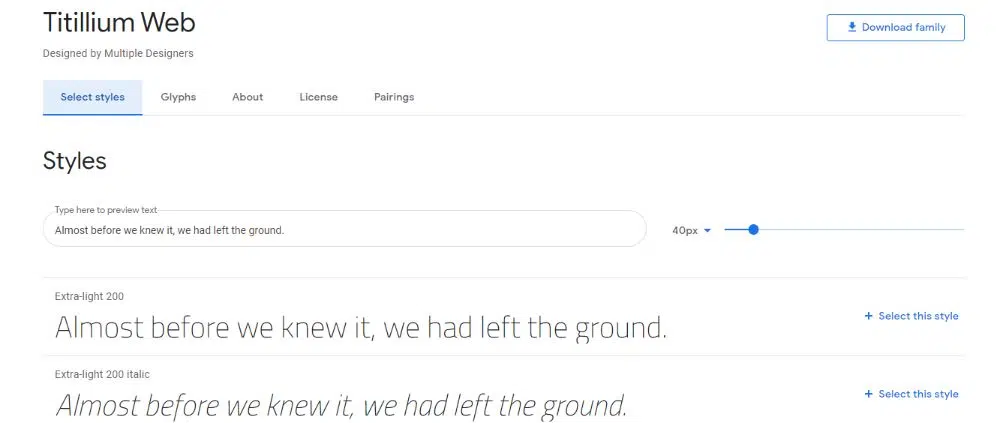 Titillium Web
Download family
Designed by Multiple Designers
Select styles Glyphs About License Pairings
Styles
Type here to preview text
Almost before we knew it, we had left the ground.
40px
Extra-light 200
Almost before we knew it, we had left the ground.
+ Select this style
Extra-light 200 italic
Almost before we knew it, we had left the ground.
+ Select this style